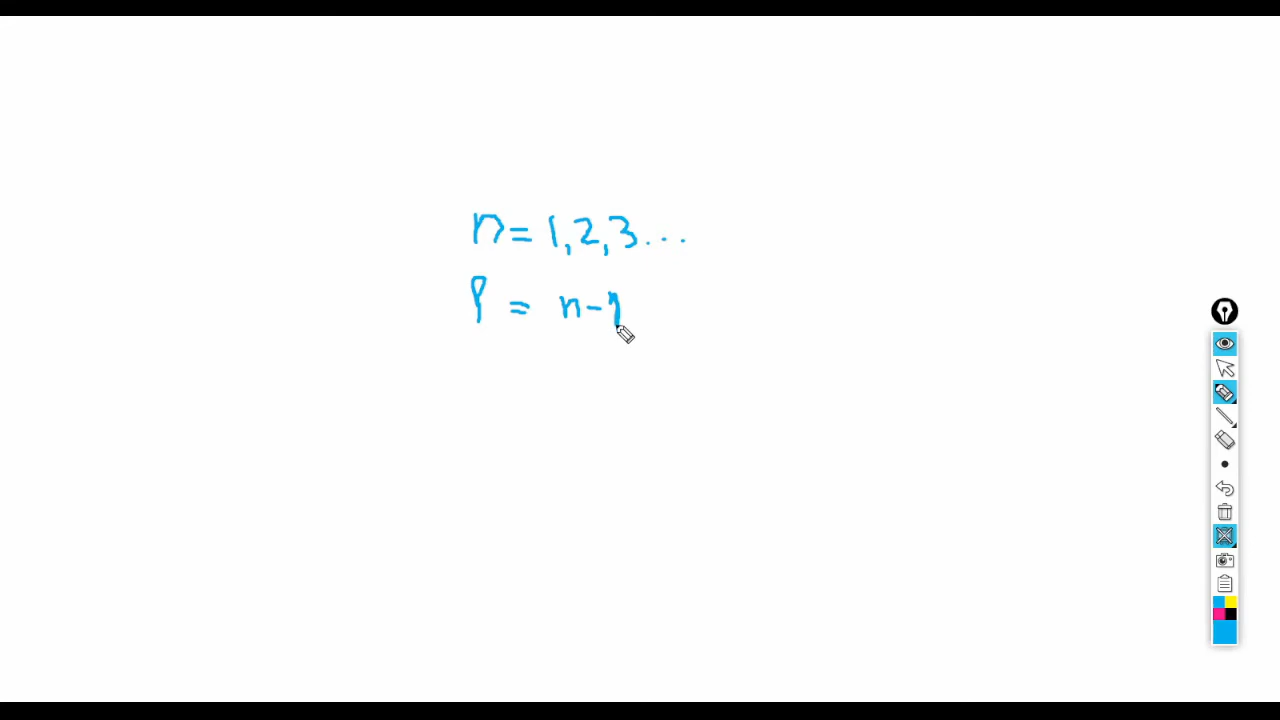 n = 1,2,3...
l = n-1